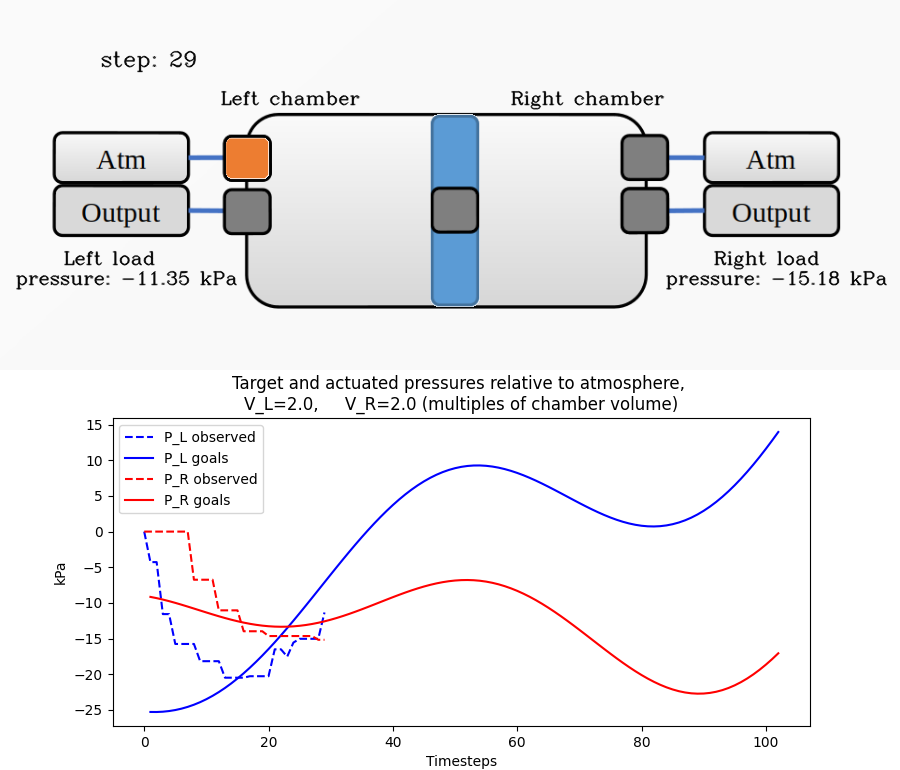 step: 29
Left chamber
Right chamber
Atm
Output
Left load
pressure: −11.35 kPa
Atm
Output
Right load
pressure: −15.18 kPa
Target and actuated pressures relative to atmosphere,
V_L=2.0, V_R=2.0 (multiples of chamber volume)
P_L observed
P_L goals
P_R observed
P_R goals
kPa
15
10
5
0
−5
−10
−15
−20
−25
0 20 40 60 80 100
Timesteps